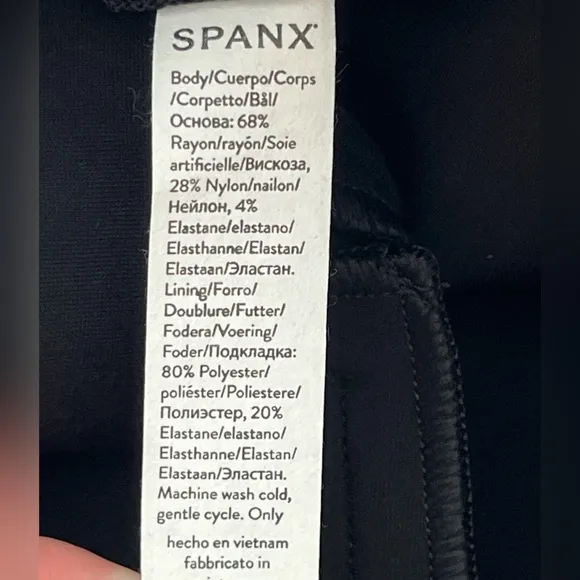 SPANX®
Body/Cuerpo/Corps
/Corpetto/Bål/
Основа: 68%
Rayon/rayón/Soie
artificielle/Вискоза,
28% Nylon/nailon/
Нейлон, 4%
Elastane/elastano/
Elasthanne/Elastan/
Elastaan/Эластан.
Lining/Forro/
Doublure/Futter/
Fodera/Voering/
Foder/Подкладка:
80% Polyester/
poliéster/Poliestere/
Полиэстер, 20%
Elastane/elastano/
Elasthanne/Elastan/
Elastaan/Эластан.
Machine wash cold,
gentle cycle. Only
hecho en vietnam
fabbricato in